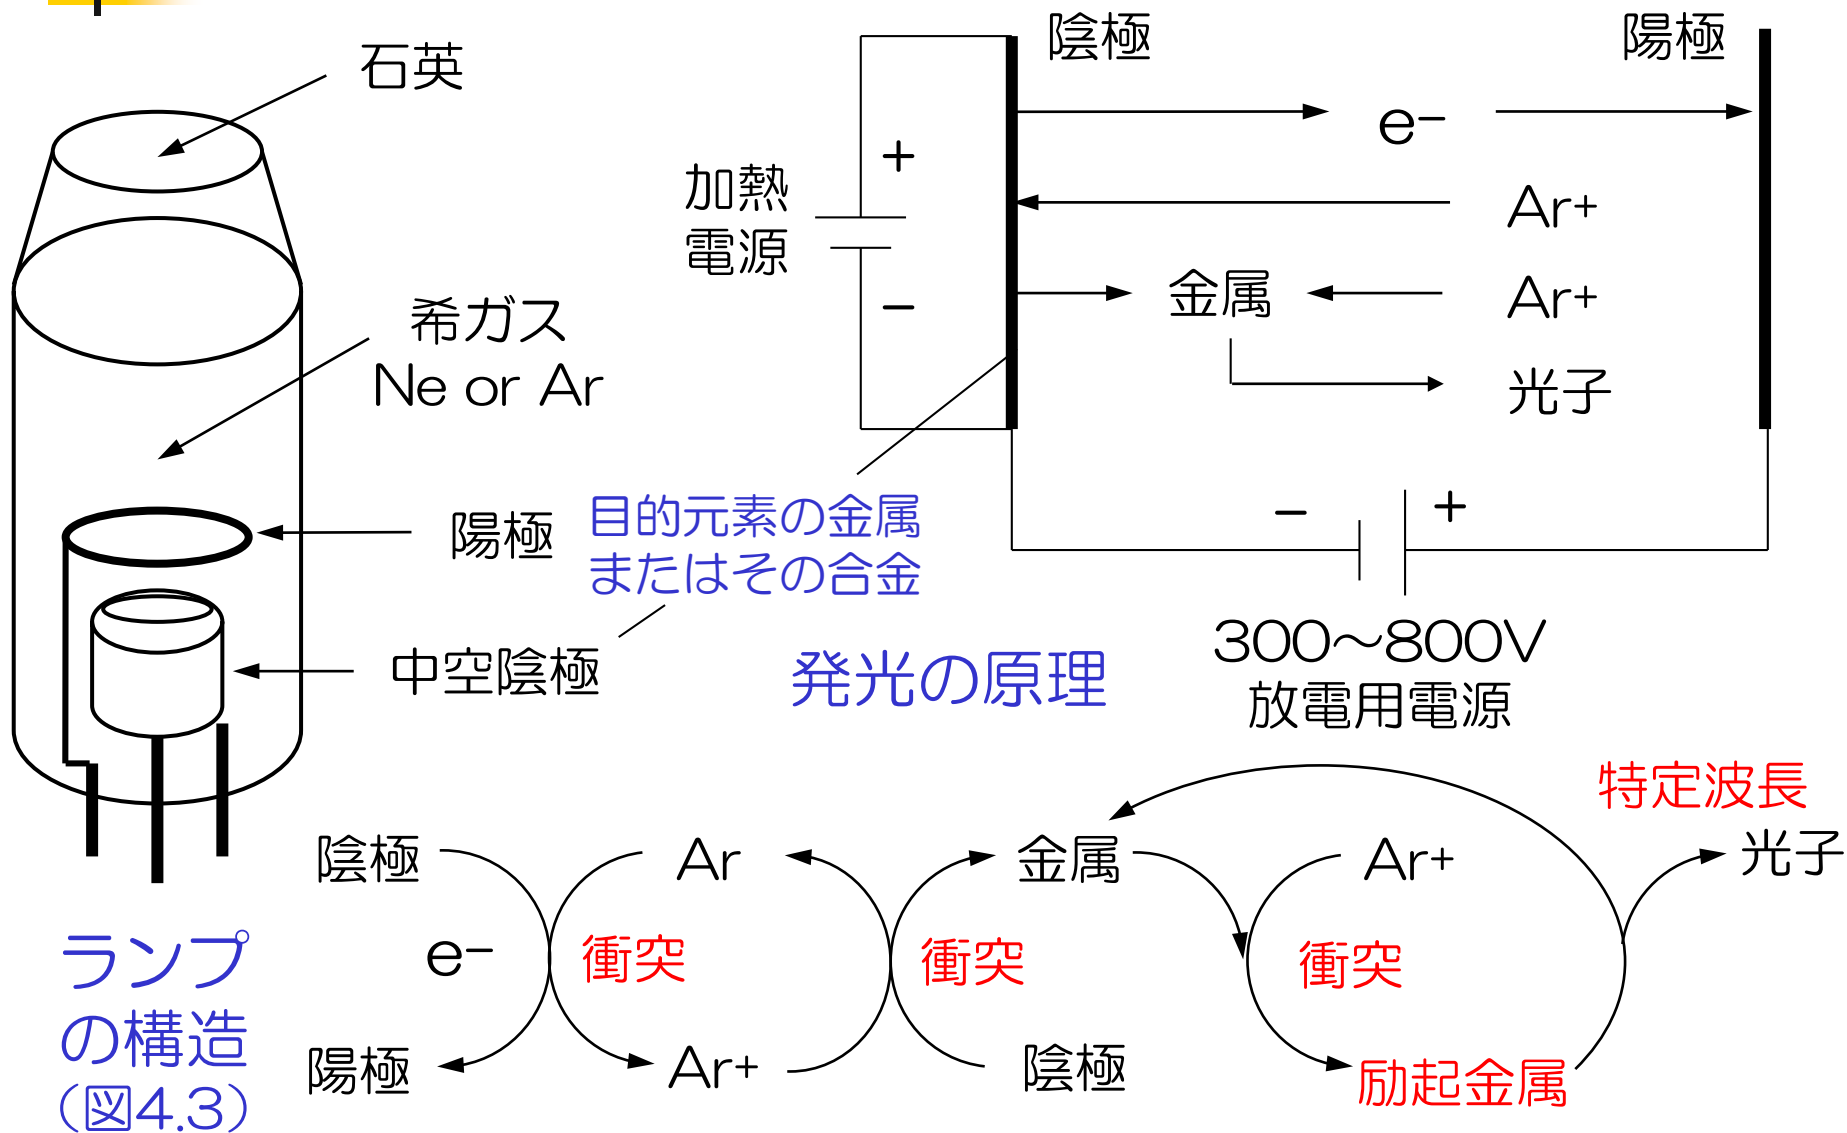 石英
希ガス
Ne or Ar
陽極
中空陰極
ランプ
の構造
（図4.3）
陰極
陽極
e−
Ar+
Ar+
金属
光子
加熱
電源
+
−
目的元素の金属
またはその合金
−
+
300～800V
放電用電源
発光の原理
陰極
e−
陽極
衝突
Ar
Ar+
衝突
金属
陰極
Ar+
衝突
励起金属
特定波長
光子